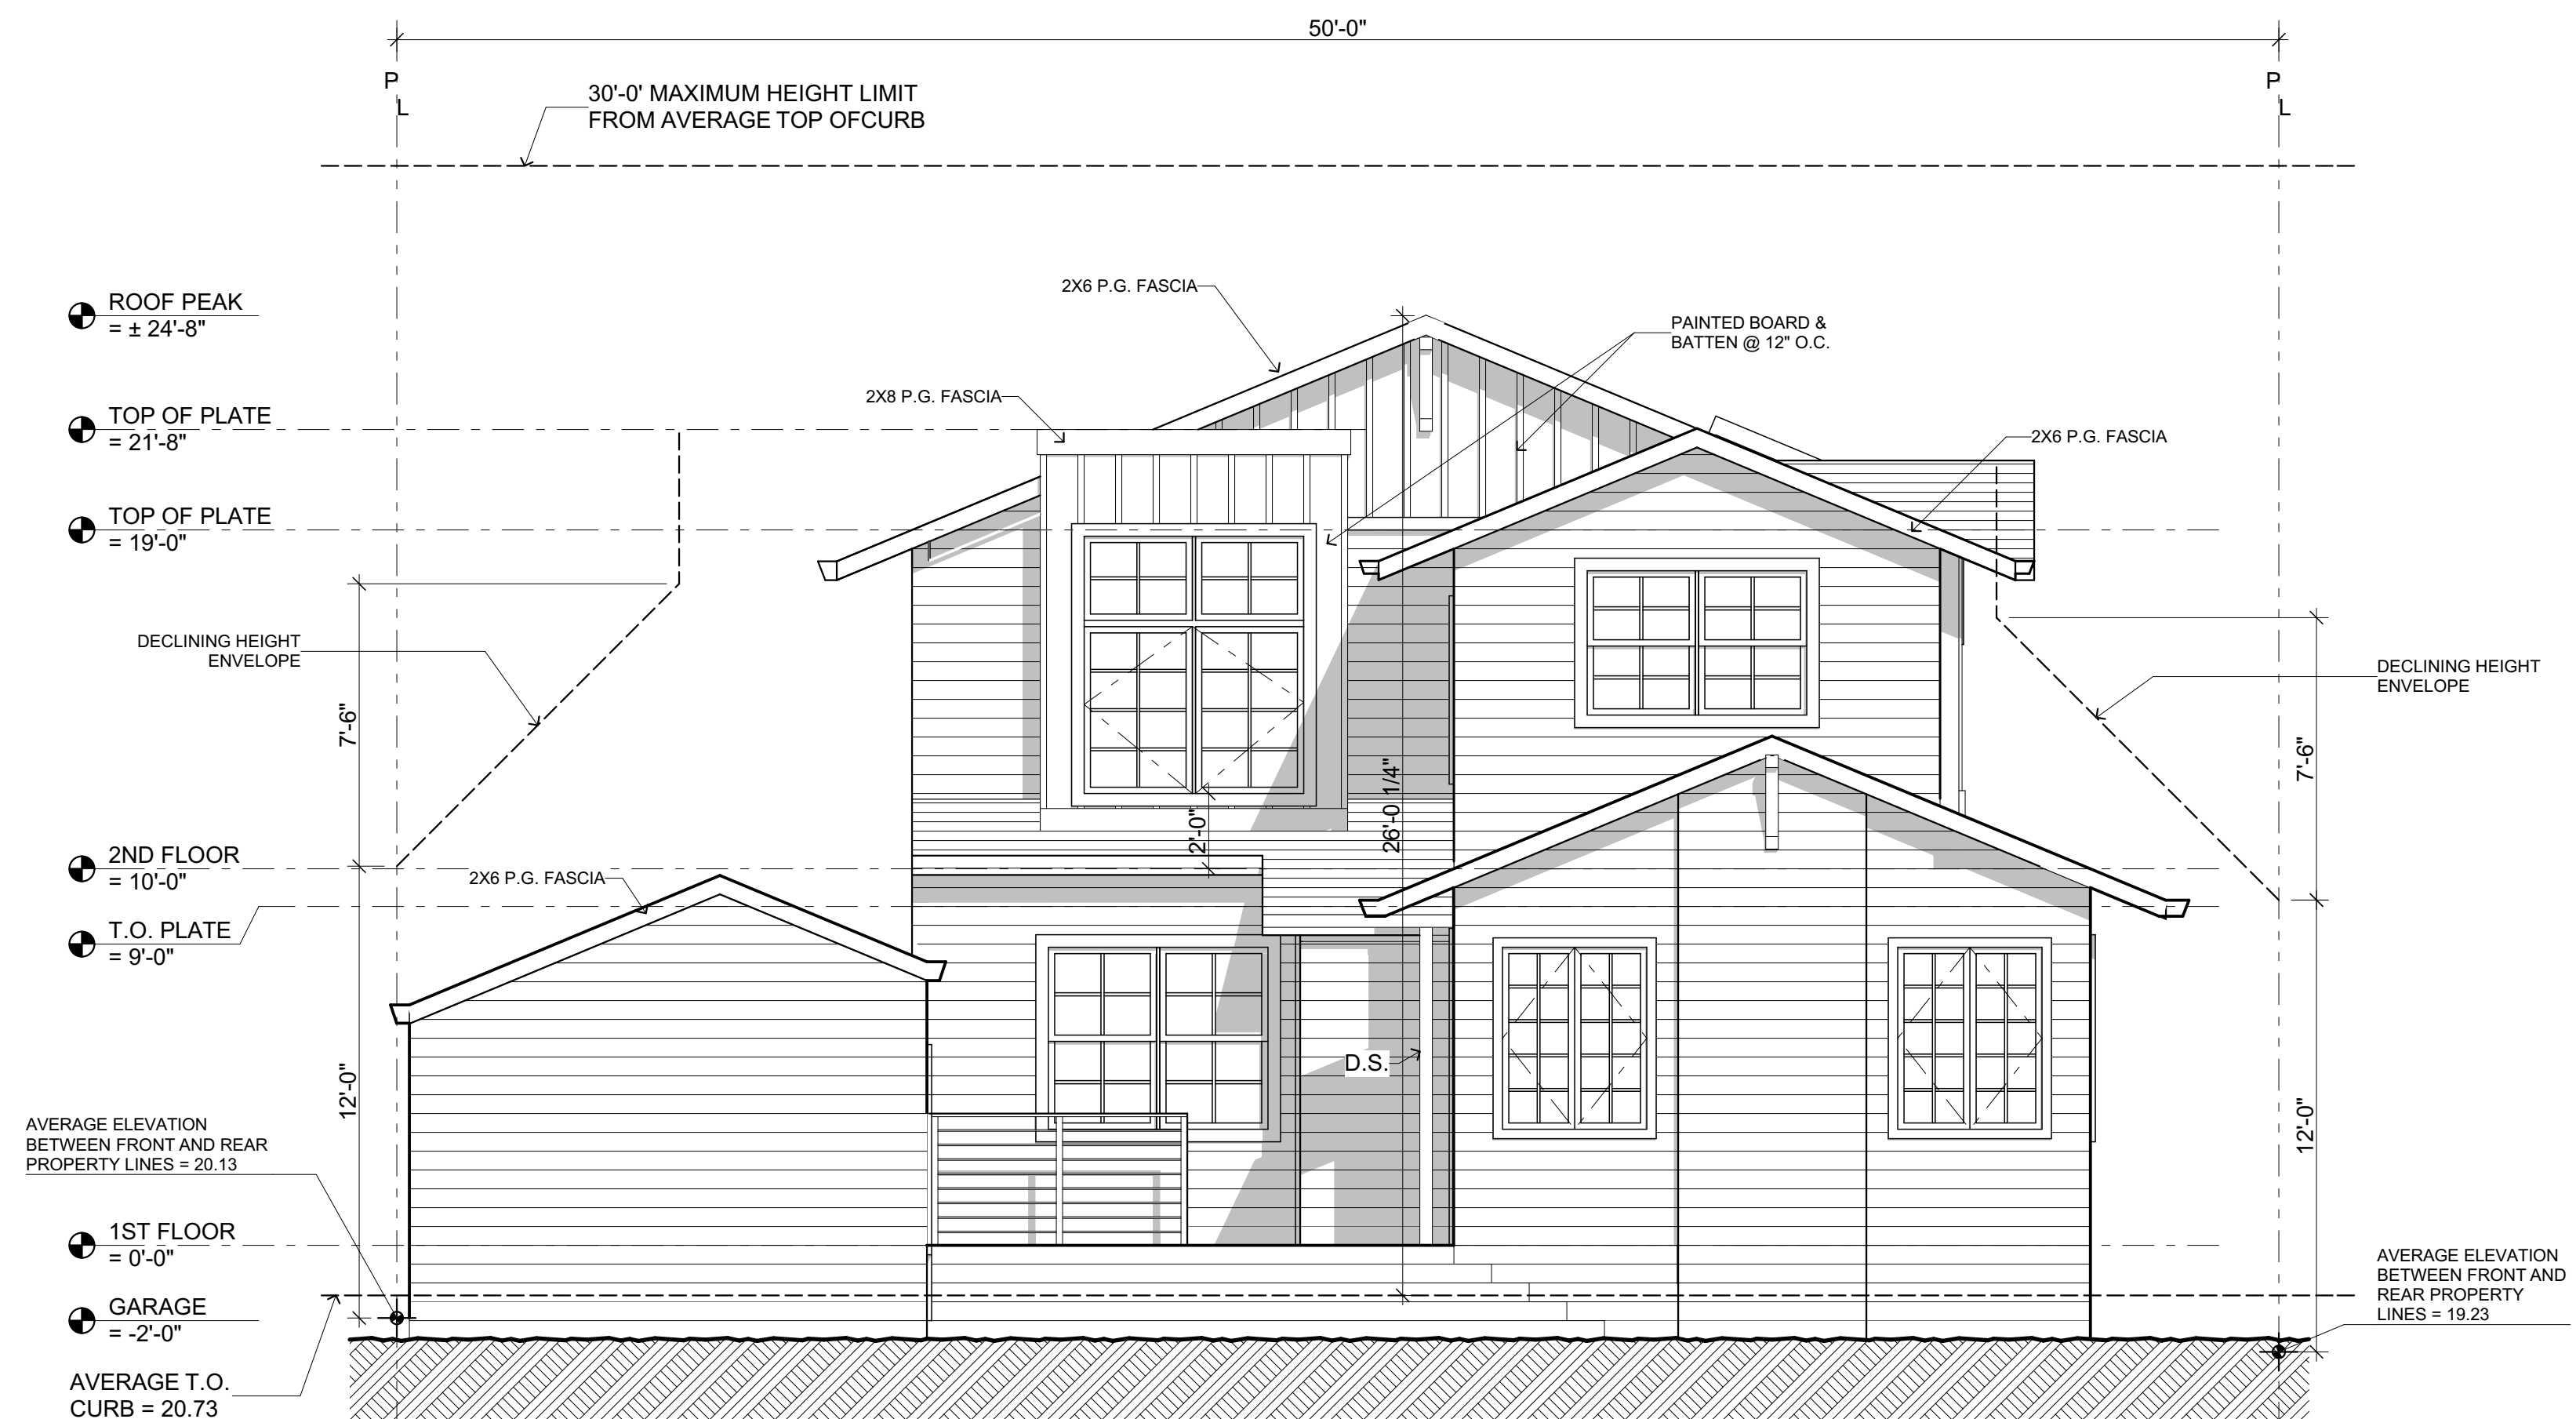 50'-0"
P
L
P
L
30'-0' MAXIMUM HEIGHT LIMIT
FROM AVERAGE TOP OFCURB
2X6 P.G. FASCIA
ROOF PEAK
= ± 24'-8"
PAINTED BOARD &
BATTEN @ 12" O.C.
2X8 P.G. FASCIA
TOP OF PLATE
= 21'-8"
2X6 P.G. FASCIA
TOP OF PLATE
= 19'-0"
DECLINING HEIGHT
ENVELOPE
DECLINING HEIGHT
ENVELOPE
7'-6"
7'-6"
2'-0"
26'-0 1/4"
2ND FLOOR
= 10'-0"
2X6 P.G. FASCIA
T.O. PLATE
= 9'-0"
D.S.
12'-0"
12'-0"
AVERAGE ELEVATION
BETWEEN FRONT AND REAR
PROPERTY LINES = 20.13
1ST FLOOR
= 0'-0"
AVERAGE ELEVATION
BETWEEN FRONT AND
REAR PROPERTY
LINES = 19.23
GARAGE
= -2'-0"
AVERAGE T.O.
CURB = 20.73